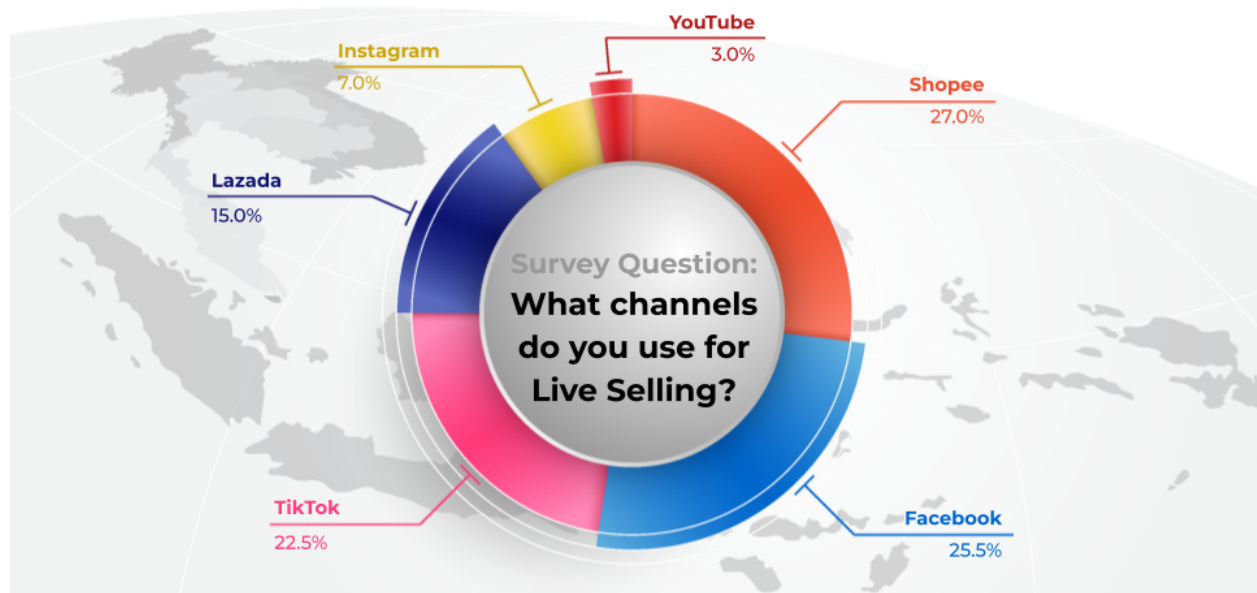 YouTube
3.0%
Instagram
7.0%
Shopee
27.0%
Lazada
15.0%
Survey Question:
What channels
do you use for
Live Selling?
TikTok
22.5%
Facebook
25.5%